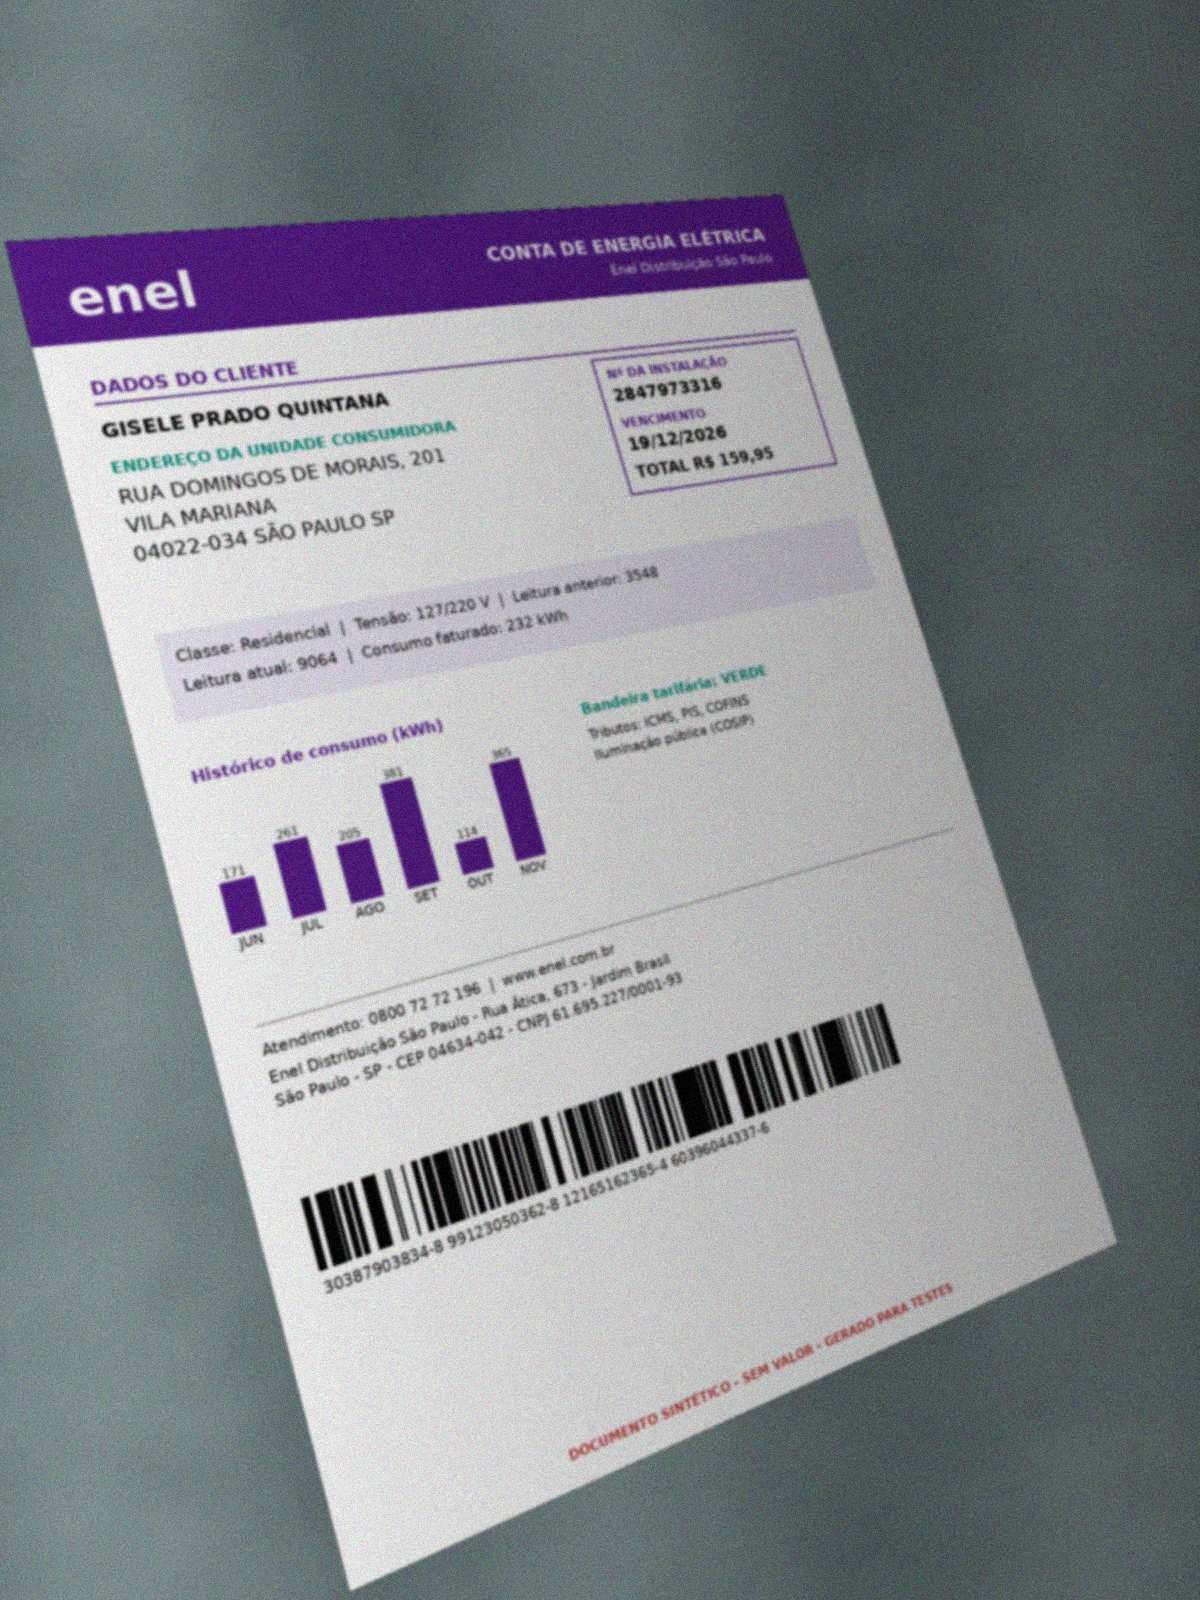 enel
CONTA DE ENERGIA ELÉTRICA
Enel Distribuição São Paulo
DADOS DO CLIENTE
GISELE PRADO QUINTANA
ENDEREÇO DA UNIDADE CONSUMIDORA
RUA DOMINGOS DE MORAIS, 201
VILA MARIANA
04022-034 SÃO PAULO SP
Nº DA INSTALAÇÃO
2847973316
VENCIMENTO
19/12/2026
TOTAL R$ 159,95
Classe: Residencial | Tensão: 127/220 V | Leitura anterior: 3548
Leitura atual: 9064 | Consumo faturado: 232 kWh
Histórico de consumo (kWh)
171 261 205 381 114 365
JUN JUL AGO SET OUT NOV
Bandeira tarifária: VERDE
Tributos: ICMS, PIS, COFINS
Iluminação pública (COSIP)
Atendimento: 0800 72 72 196 | www.enel.com.br
Enel Distribuição São Paulo - Rua Ática, 673 - Jardim Brasil
São Paulo - SP - CEP 04634-042 - CNPJ 61.695.227/0001-93
30387903834-8 99123050362-8 12165162365-4 60396044337-6
DOCUMENTO SINTÉTICO - SEM VALOR - GERADO PARA TESTES